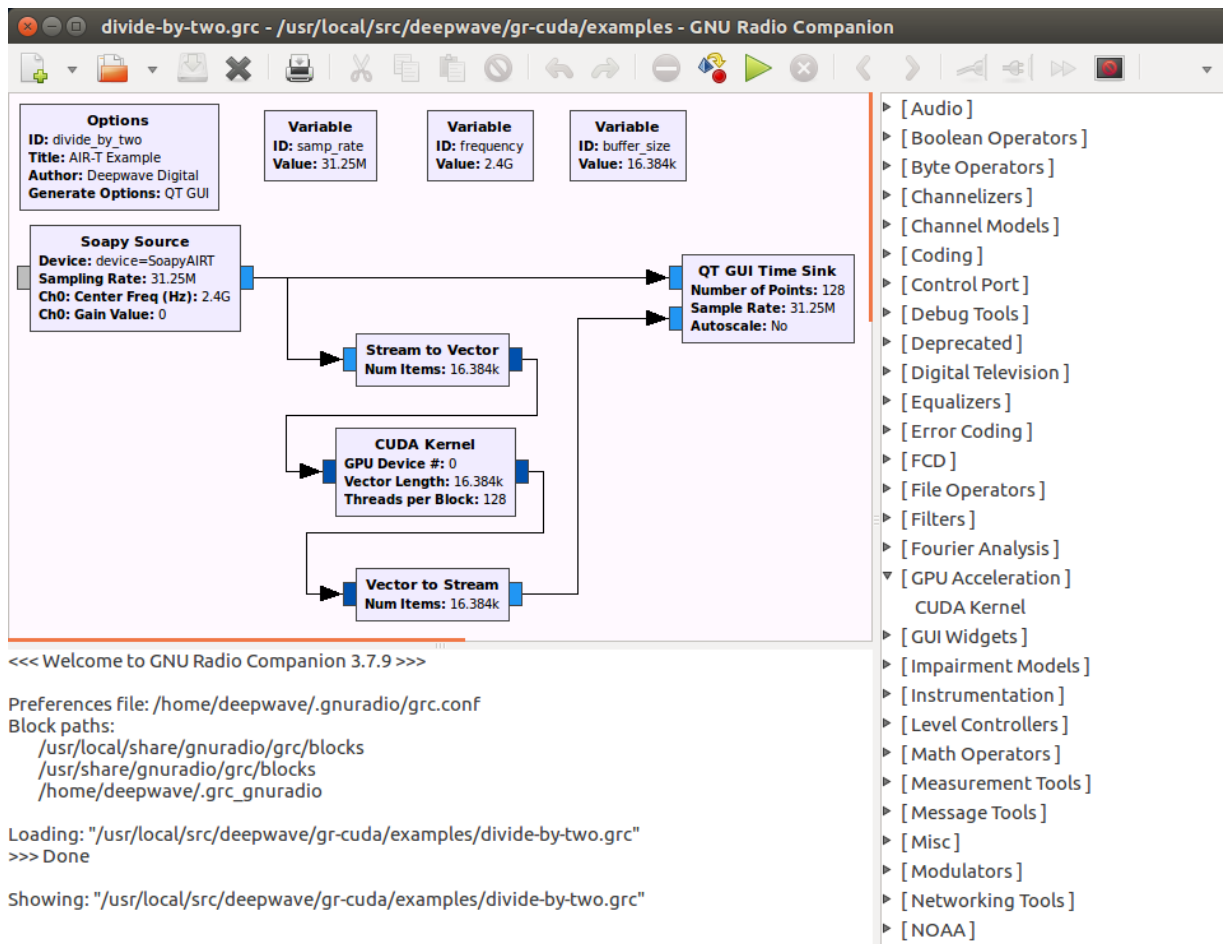 divide-by-two.grc - /usr/local/src/deepwave/gr-cuda/examples - GNU Radio Companion
Options
ID: divide_by_two
Title: AIR-T Example
Author: Deepwave Digital
Generate Options: QT GUI
Variable
ID: samp_rate
Value: 31.25M
Variable
ID: frequency
Value: 2.4G
Variable
ID: buffer_size
Value: 16.384k
Soapy Source
Device: device=SoapyAIRT
Sampling Rate: 31.25M
Ch0: Center Freq (Hz): 2.4G
Ch0: Gain Value: 0
QT GUI Time Sink
Number of Points: 128
Sample Rate: 31.25M
Autoscale: No
Stream to Vector
Num Items: 16.384k
CUDA Kernel
GPU Device #: 0
Vector Length: 16.384k
Threads per Block: 128
Vector to Stream
Num Items: 16.384k
<<< Welcome to GNU Radio Companion 3.7.9 >>>
Preferences file: /home/deepwave/.gnuradio/grc.conf
Block paths:
/usr/local/share/gnuradio/grc/blocks
/usr/share/gnuradio/grc/blocks
/home/deepwave/.grc_gnuradio
Loading: "/usr/local/src/deepwave/gr-cuda/examples/divide-by-two.grc"
>>> Done
Showing: "/usr/local/src/deepwave/gr-cuda/examples/divide-by-two.grc"
[ Audio ]
[ Boolean Operators ]
[ Byte Operators ]
[ Channelizers ]
[ Channel Models ]
[ Coding ]
[ Control Port ]
[ Debug Tools ]
[ Deprecated ]
[ Digital Television ]
[ Equalizers ]
[ Error Coding ]
[ FCD ]
[ File Operators ]
[ Filters ]
[ Fourier Analysis ]
[ GPU Acceleration ]
CUDA Kernel
[ GUI Widgets ]
[ Impairment Models ]
[ Instrumentation ]
[ Level Controllers ]
[ Math Operators ]
[ Measurement Tools ]
[ Message Tools ]
[ Misc ]
[ Modulators ]
[ Networking Tools ]
[ NOAA ]